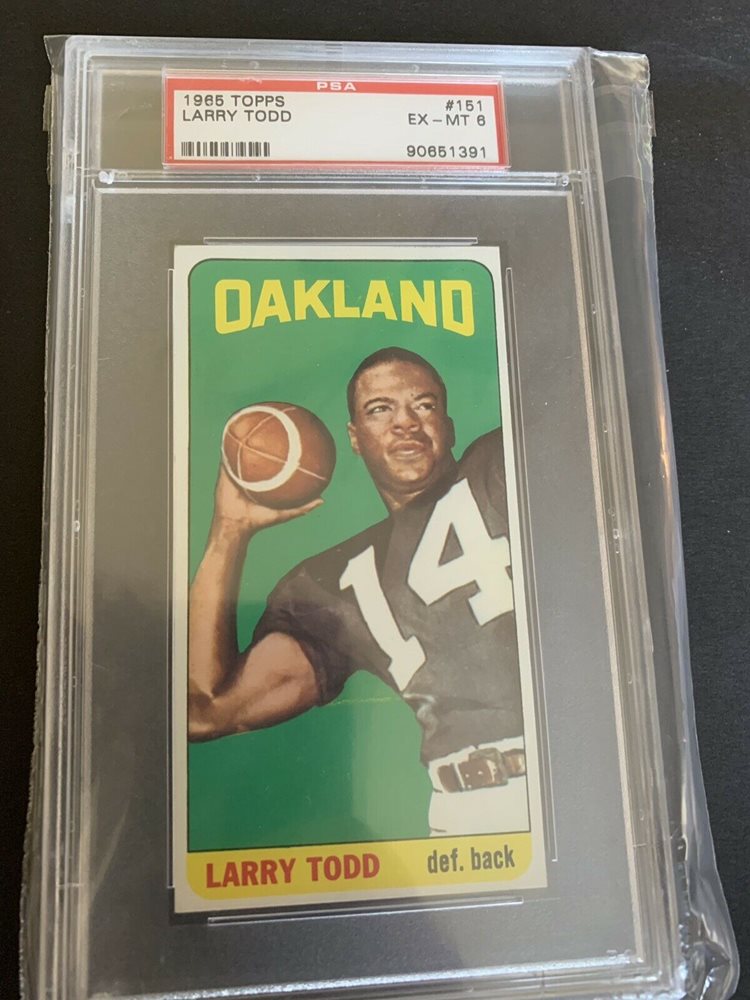 PSA
1965 TOPPS #151
LARRY TODD EX-MT 6
90651391
OAKLAND
14
LARRY TODD def. back